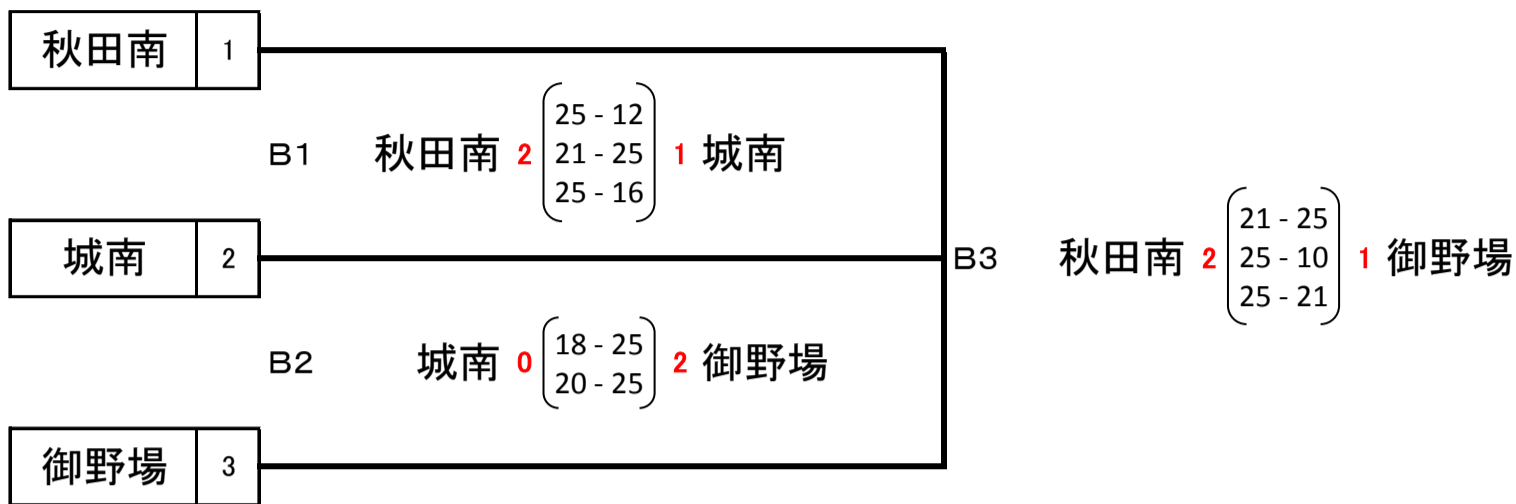 秋田南 1
B1 秋田南 2 25 - 12 1 城南
21 - 25
25 - 16
城南 2
B2 城南 0 18 - 25 2 御野場
20 - 25
御野場 3
B3 秋田南 2 21 - 25 1 御野場
25 - 10
25 - 21